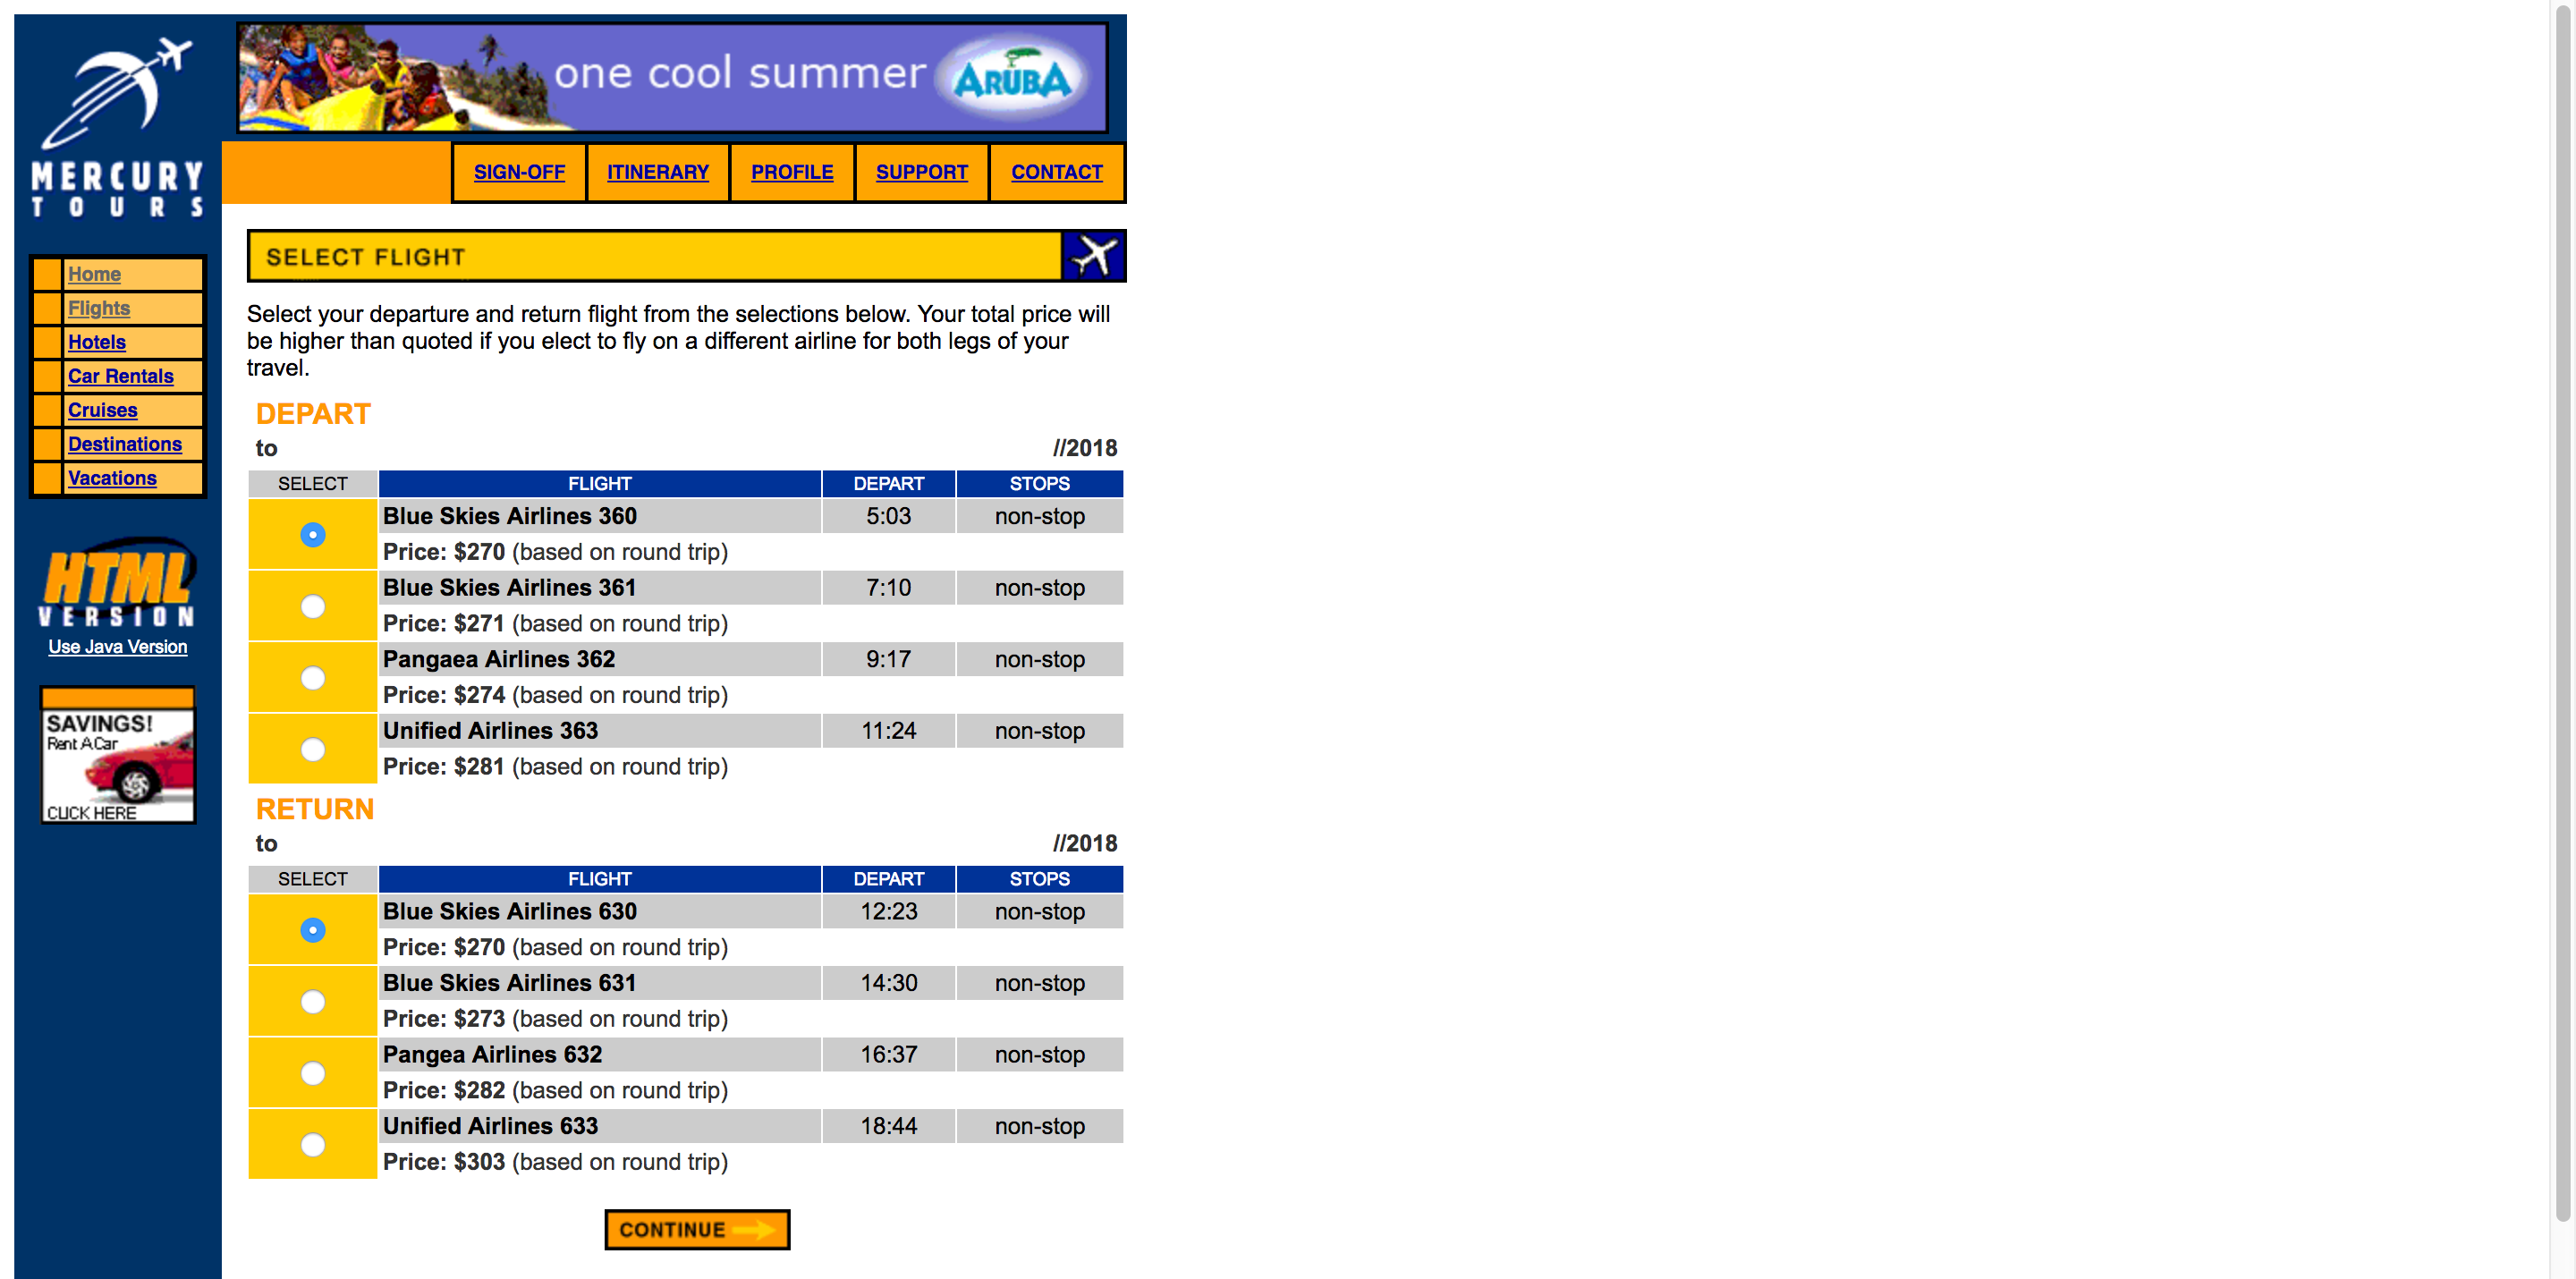 one cool summer ARUBA
MERCURY
TOURS
SIGN-OFF ITINERARY PROFILE SUPPORT CONTACT
Home
Flights
Hotels
Car Rentals
Cruises
Destinations
Vacations
HTML
VERSION
Use Java Version
SAVINGS!
Rent A Car
CLICK HERE
SELECT FLIGHT
Select your departure and return flight from the selections below. Your total price will
be higher than quoted if you elect to fly on a different airline for both legs of your
travel.
DEPART
to //2018
SELECT FLIGHT DEPART STOPS
Blue Skies Airlines 360 5:03 non-stop
Price: $270 (based on round trip)
Blue Skies Airlines 361 7:10 non-stop
Price: $271 (based on round trip)
Pangaea Airlines 362 9:17 non-stop
Price: $274 (based on round trip)
Unified Airlines 363 11:24 non-stop
Price: $281 (based on round trip)
RETURN
to //2018
SELECT FLIGHT DEPART STOPS
Blue Skies Airlines 630 12:23 non-stop
Price: $270 (based on round trip)
Blue Skies Airlines 631 14:30 non-stop
Price: $273 (based on round trip)
Pangea Airlines 632 16:37 non-stop
Price: $282 (based on round trip)
Unified Airlines 633 18:44 non-stop
Price: $303 (based on round trip)
CONTINUE